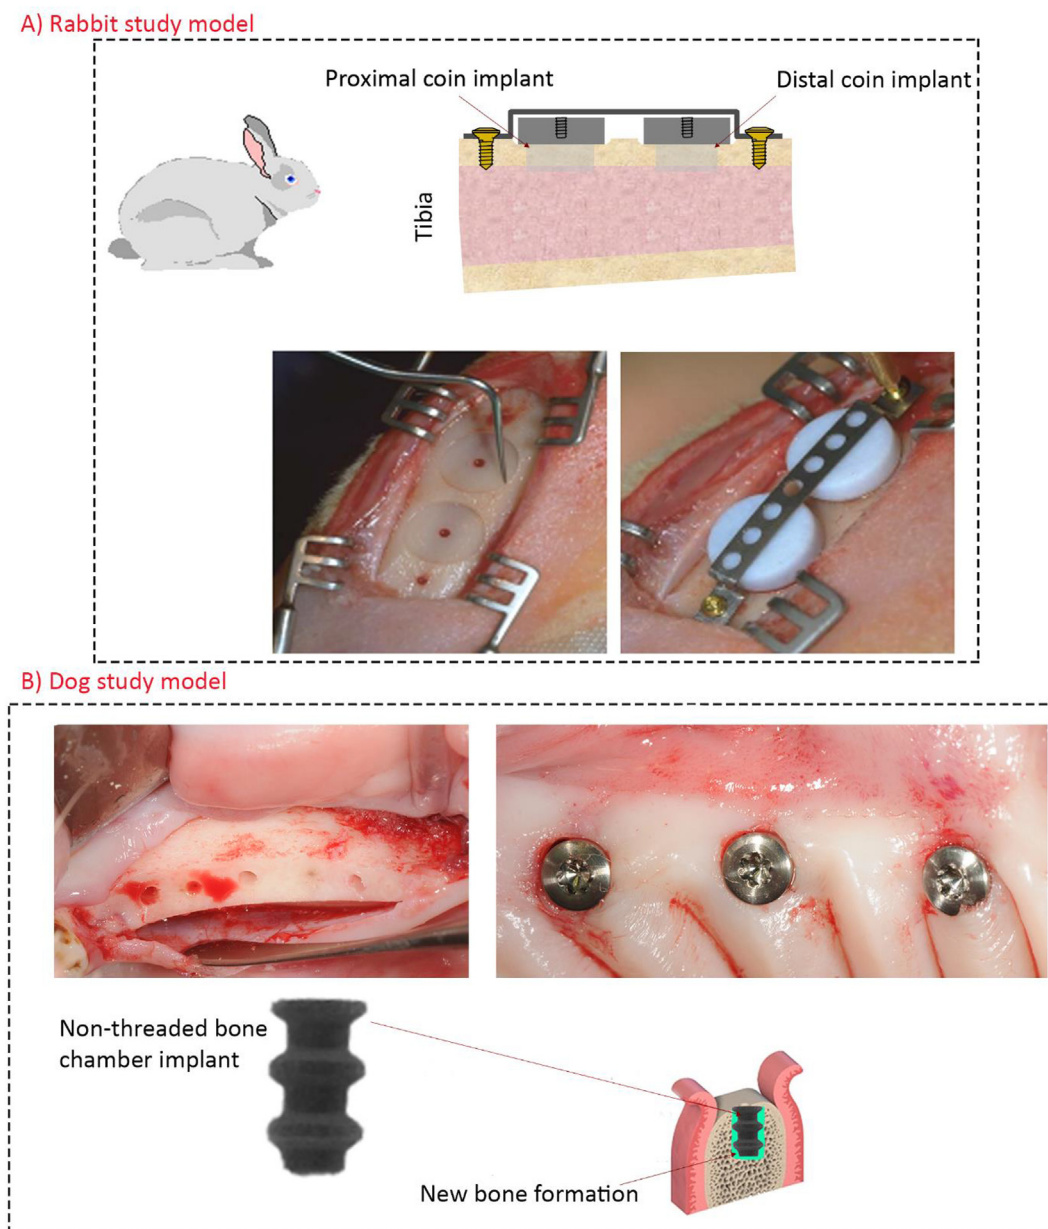 A) Rabbit study model
Proximal coin implant
Distal coin implant
Tibia
B) Dog study model
Non-threaded bone
chamber implant
New bone formation